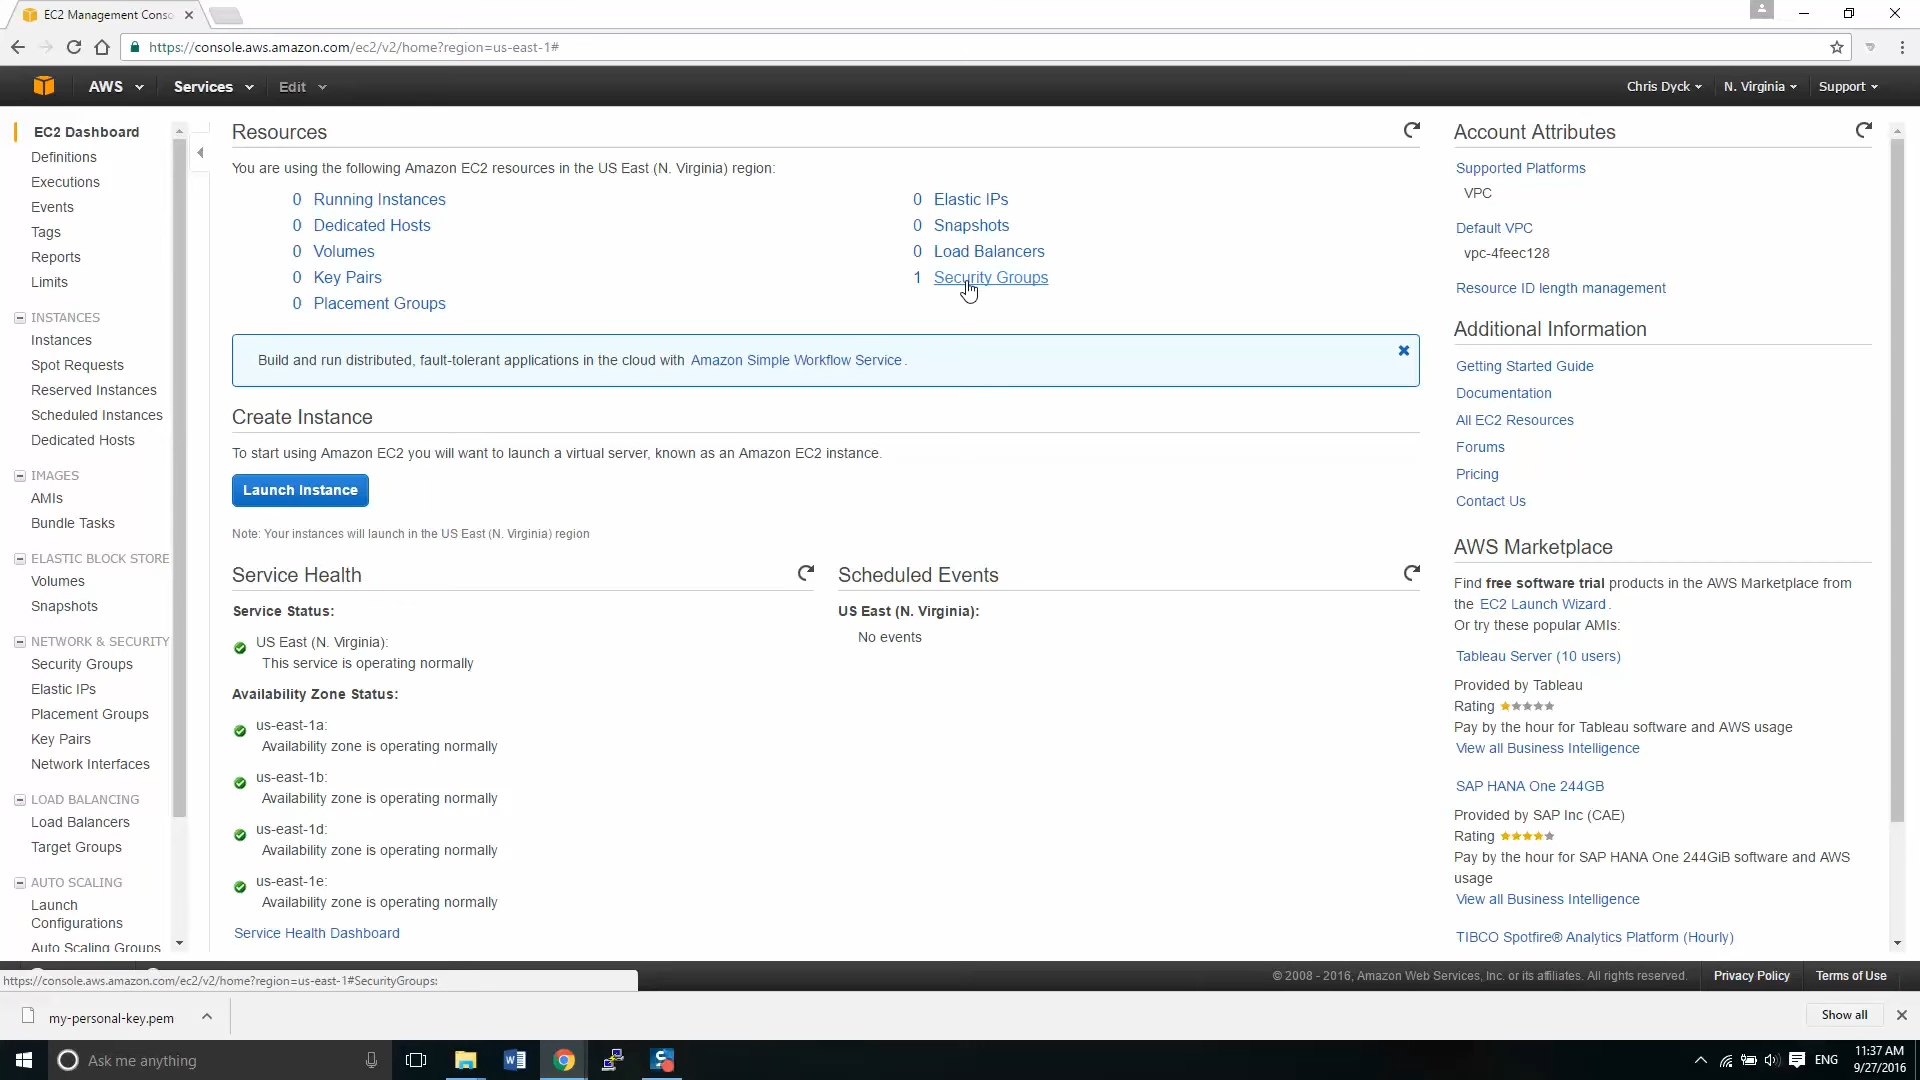 EC2 Management Conso
https://console.aws.amazon.com/ec2/v2/home?region=us-east-1#
AWS Services Edit Chris Dyck N. Virginia Support
EC2 Dashboard
Definitions
Executions
Events
Tags
Reports
Limits
INSTANCES
Instances
Spot Requests
Reserved Instances
Scheduled Instances
Dedicated Hosts
IMAGES
AMIs
Bundle Tasks
ELASTIC BLOCK STORE
Volumes
Snapshots
NETWORK & SECURITY
Security Groups
Elastic IPs
Placement Groups
Key Pairs
Network Interfaces
LOAD BALANCING
Load Balancers
Target Groups
AUTO SCALING
Launch
Configurations
Auto Scaling Groups
Resources
You are using the following Amazon EC2 resources in the US East (N. Virginia) region:
0 Running Instances
0 Dedicated Hosts
0 Volumes
0 Key Pairs
0 Placement Groups
0 Elastic IPs
0 Snapshots
0 Load Balancers
1 Security Groups
Build and run distributed, fault-tolerant applications in the cloud with Amazon Simple Workflow Service.
Create Instance
To start using Amazon EC2 you will want to launch a virtual server, known as an Amazon EC2 instance.
Launch Instance
Note: Your instances will launch in the US East (N. Virginia) region
Service Health
Service Status:
US East (N. Virginia):
This service is operating normally
Availability Zone Status:
us-east-1a:
Availability zone is operating normally
us-east-1b:
Availability zone is operating normally
us-east-1d:
Availability zone is operating normally
us-east-1e:
Availability zone is operating normally
Service Health Dashboard
Scheduled Events
US East (N. Virginia):
No events
Account Attributes
Supported Platforms
VPC
Default VPC
vpc-4feec128
Resource ID length management
Additional Information
Getting Started Guide
Documentation
All EC2 Resources
Forums
Pricing
Contact Us
AWS Marketplace
Find free software trial products in the AWS Marketplace from
the EC2 Launch Wizard.
Or try these popular AMIs:
Tableau Server (10 users)
Provided by Tableau
Rating
Pay by the hour for Tableau software and AWS usage
View all Business Intelligence
SAP HANA One 244GB
Provided by SAP Inc (CAE)
Rating
Pay by the hour for SAP HANA One 244GiB software and AWS
usage
View all Business Intelligence
TIBCO Spotfire® Analytics Platform (Hourly)
https://console.aws.amazon.com/ec2/v2/home?region=us-east-1#SecurityGroups:
© 2008 - 2016, Amazon Web Services, Inc. or its affiliates. All rights reserved. Privacy Policy Terms of Use
my-personal-key.pem Show all
Ask me anything
ENG
11:37 AM
9/27/2016